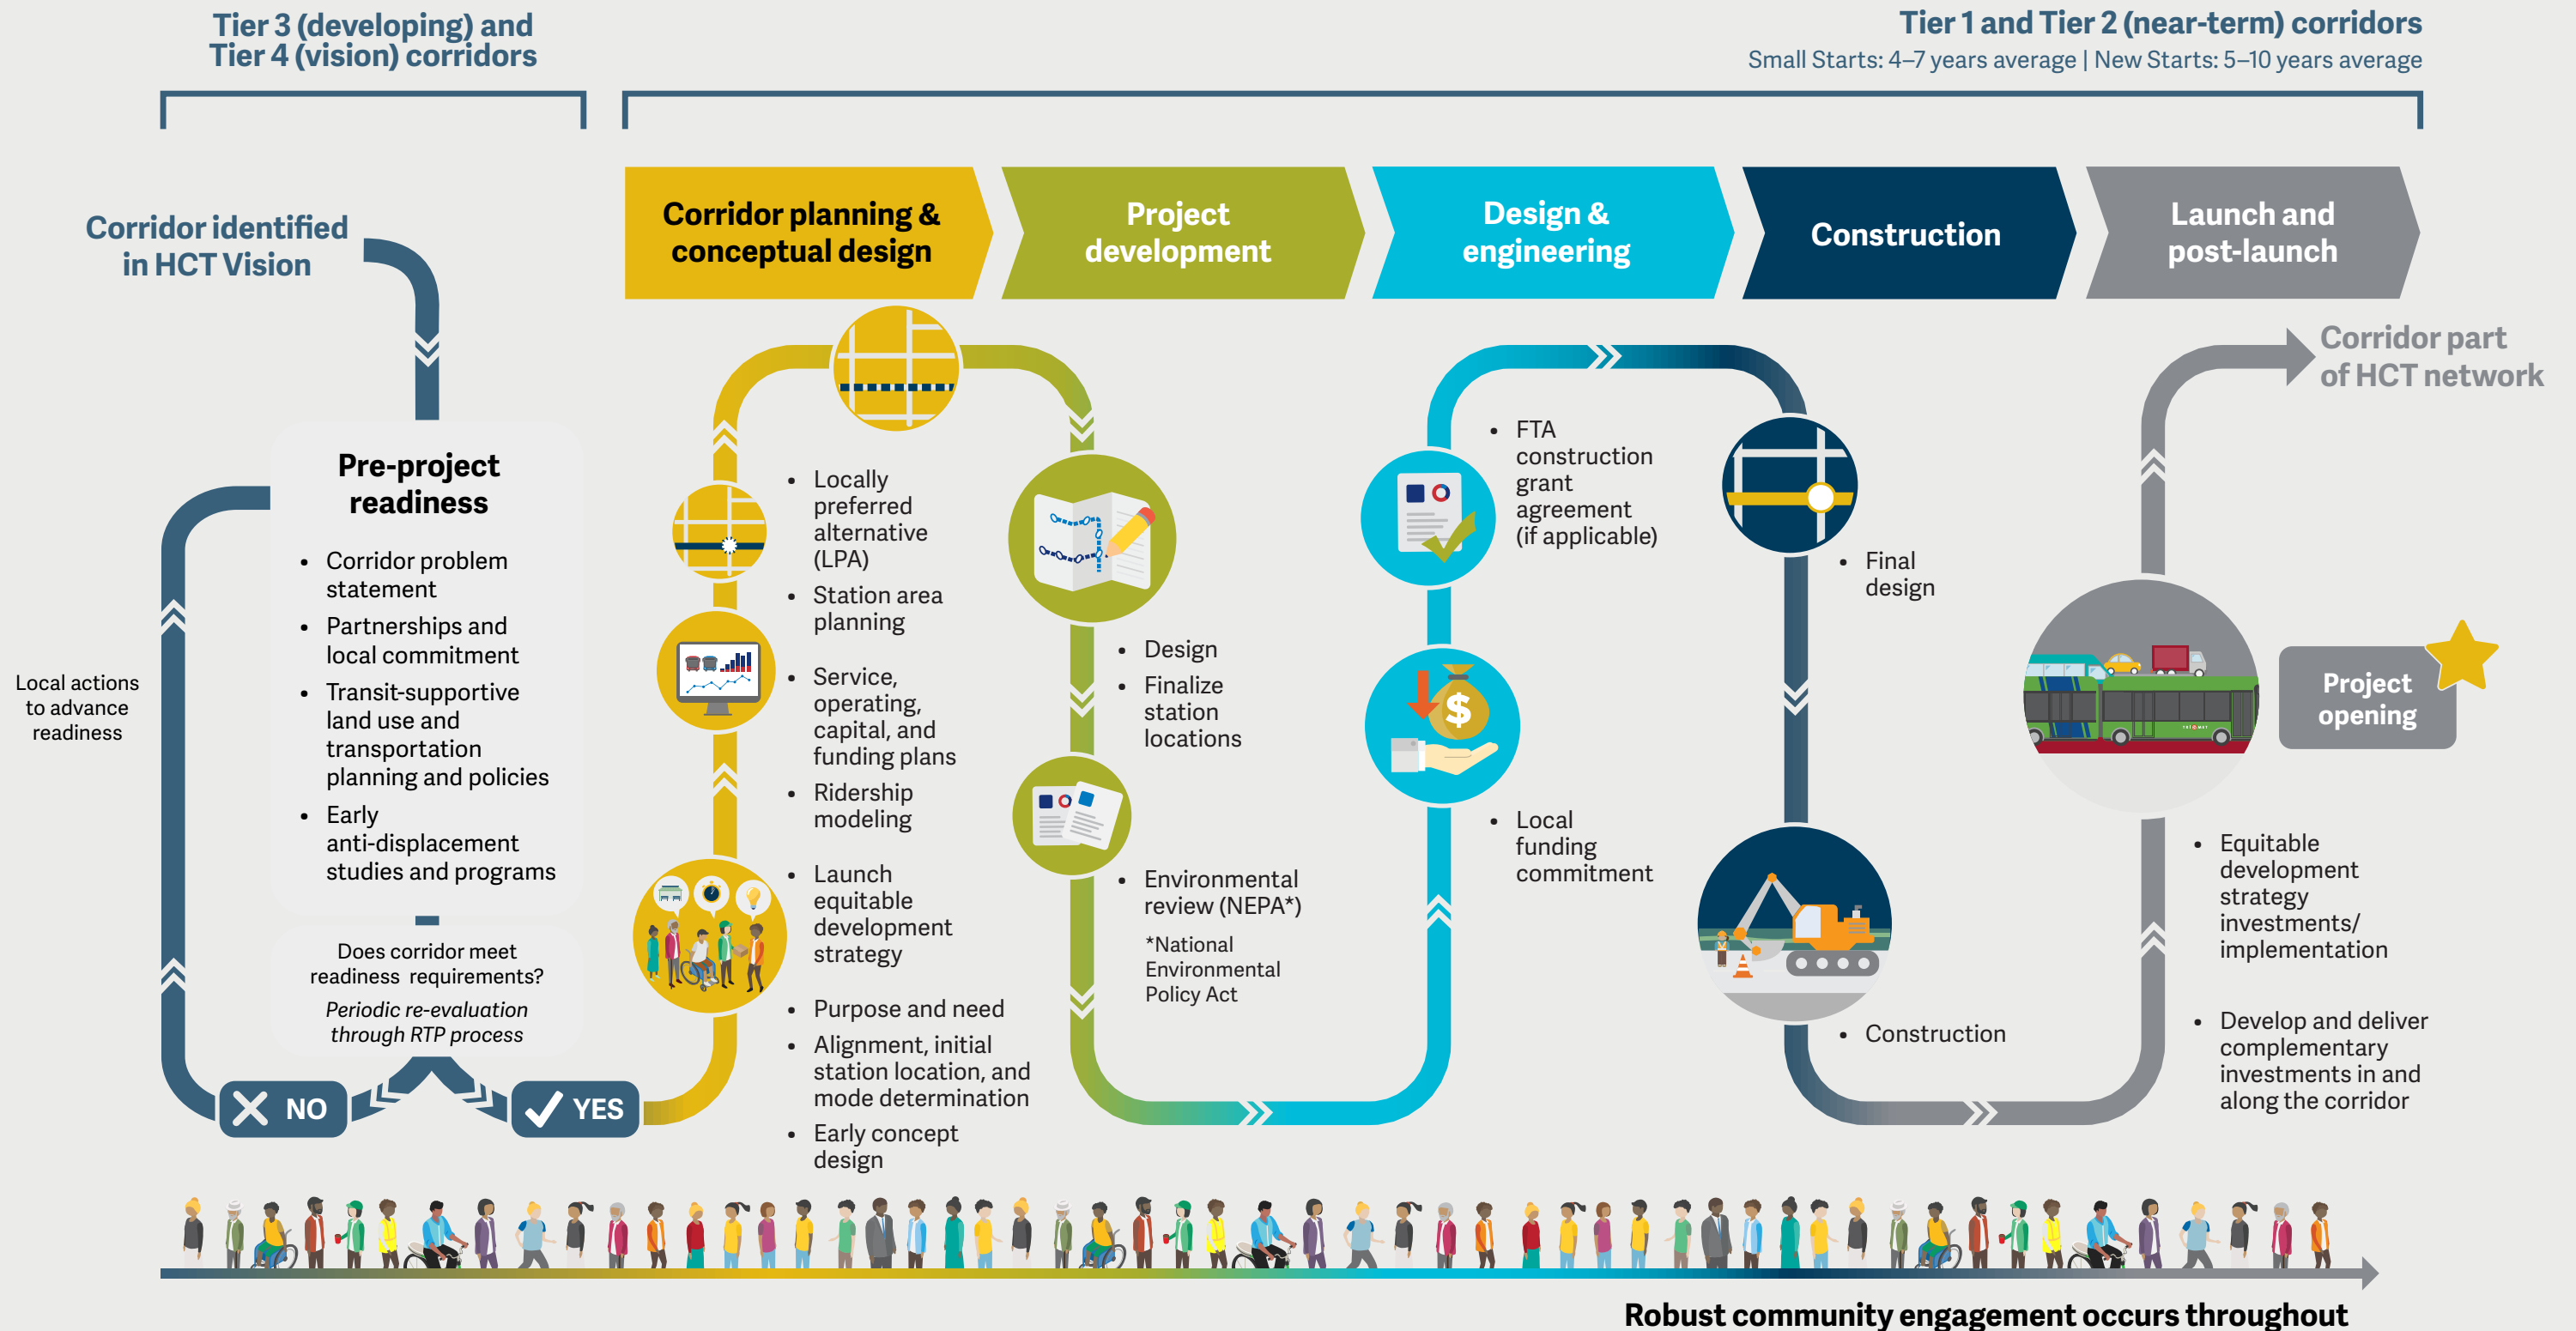 Tier 3 (developing) and
Tier 4 (vision) corridors
Tier 1 and Tier 2 (near-term) corridors
Small Starts: 4–7 years average | New Starts: 5–10 years average
Corridor identified
in HCT Vision
Pre-project
readiness
• Corridor problem
statement
• Partnerships and
local commitment
• Transit-supportive
land use and
transportation
planning and policies
• Early
anti-displacement
studies and programs
Local actions
to advance
readiness
Does corridor meet
readiness requirements?
Periodic re-evaluation
through RTP process
NO
YES
Corridor planning &
conceptual design
• Locally
preferred
alternative
(LPA)
• Station area
planning
• Service,
operating,
capital, and
funding plans
• Ridership
modeling
• Launch
equitable
development
strategy
• Purpose and need
• Alignment, initial
station location, and
mode determination
• Early concept
design
Project
development
• Design
• Finalize
station
locations
• Environmental
review (NEPA*)
*National
Environmental
Policy Act
Design &
engineering
• FTA
construction
grant
agreement
(if applicable)
$
• Local
funding
commitment
Construction
• Final
design
• Construction
Launch and
post-launch
Corridor part
of HCT network
Project
opening
• Equitable
development
strategy
investments/
implementation
• Develop and deliver
complementary
investments in and
along the corridor
Robust community engagement occurs throughout